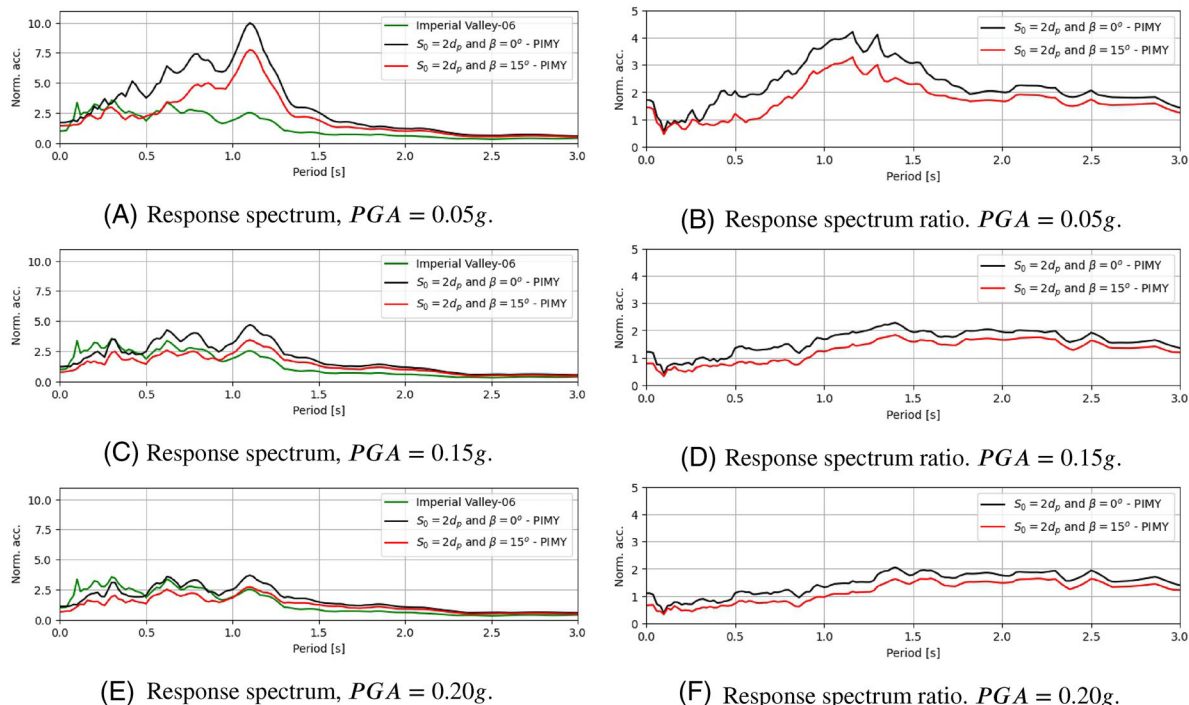 Norm. acc.
10.0
7.5
5.0
2.5
0.0
Imperial Valley-06
S₀ = 2dₚ and β = 0° - PIMY
S₀ = 2dₚ and β = 15° - PIMY
0.0 0.5 1.0 1.5 2.0 2.5 3.0
Period [s]
(A) Response spectrum, PGA = 0.05g.
Norm. acc.
5
4
3
2
1
0
S₀ = 2dₚ and β = 0° - PIMY
S₀ = 2dₚ and β = 15° - PIMY
0.0 0.5 1.0 1.5 2.0 2.5 3.0
Period [s]
(B) Response spectrum ratio. PGA = 0.05g.
Norm. acc.
10.0
7.5
5.0
2.5
0.0
Imperial Valley-06
S₀ = 2dₚ and β = 0° - PIMY
S₀ = 2dₚ and β = 15° - PIMY
0.0 0.5 1.0 1.5 2.0 2.5 3.0
Period [s]
(C) Response spectrum, PGA = 0.15g.
Norm. acc.
5
4
3
2
1
0
S₀ = 2dₚ and β = 0° - PIMY
S₀ = 2dₚ and β = 15° - PIMY
0.0 0.5 1.0 1.5 2.0 2.5 3.0
Period [s]
(D) Response spectrum ratio. PGA = 0.15g.
Norm. acc.
10.0
7.5
5.0
2.5
0.0
Imperial Valley-06
S₀ = 2dₚ and β = 0° - PIMY
S₀ = 2dₚ and β = 15° - PIMY
0.0 0.5 1.0 1.5 2.0 2.5 3.0
Period [s]
(E) Response spectrum, PGA = 0.20g.
Norm. acc.
5
4
3
2
1
0
S₀ = 2dₚ and β = 0° - PIMY
S₀ = 2dₚ and β = 15° - PIMY
0.0 0.5 1.0 1.5 2.0 2.5 3.0
Period [s]
(F) Response spectrum ratio. PGA = 0.20g.